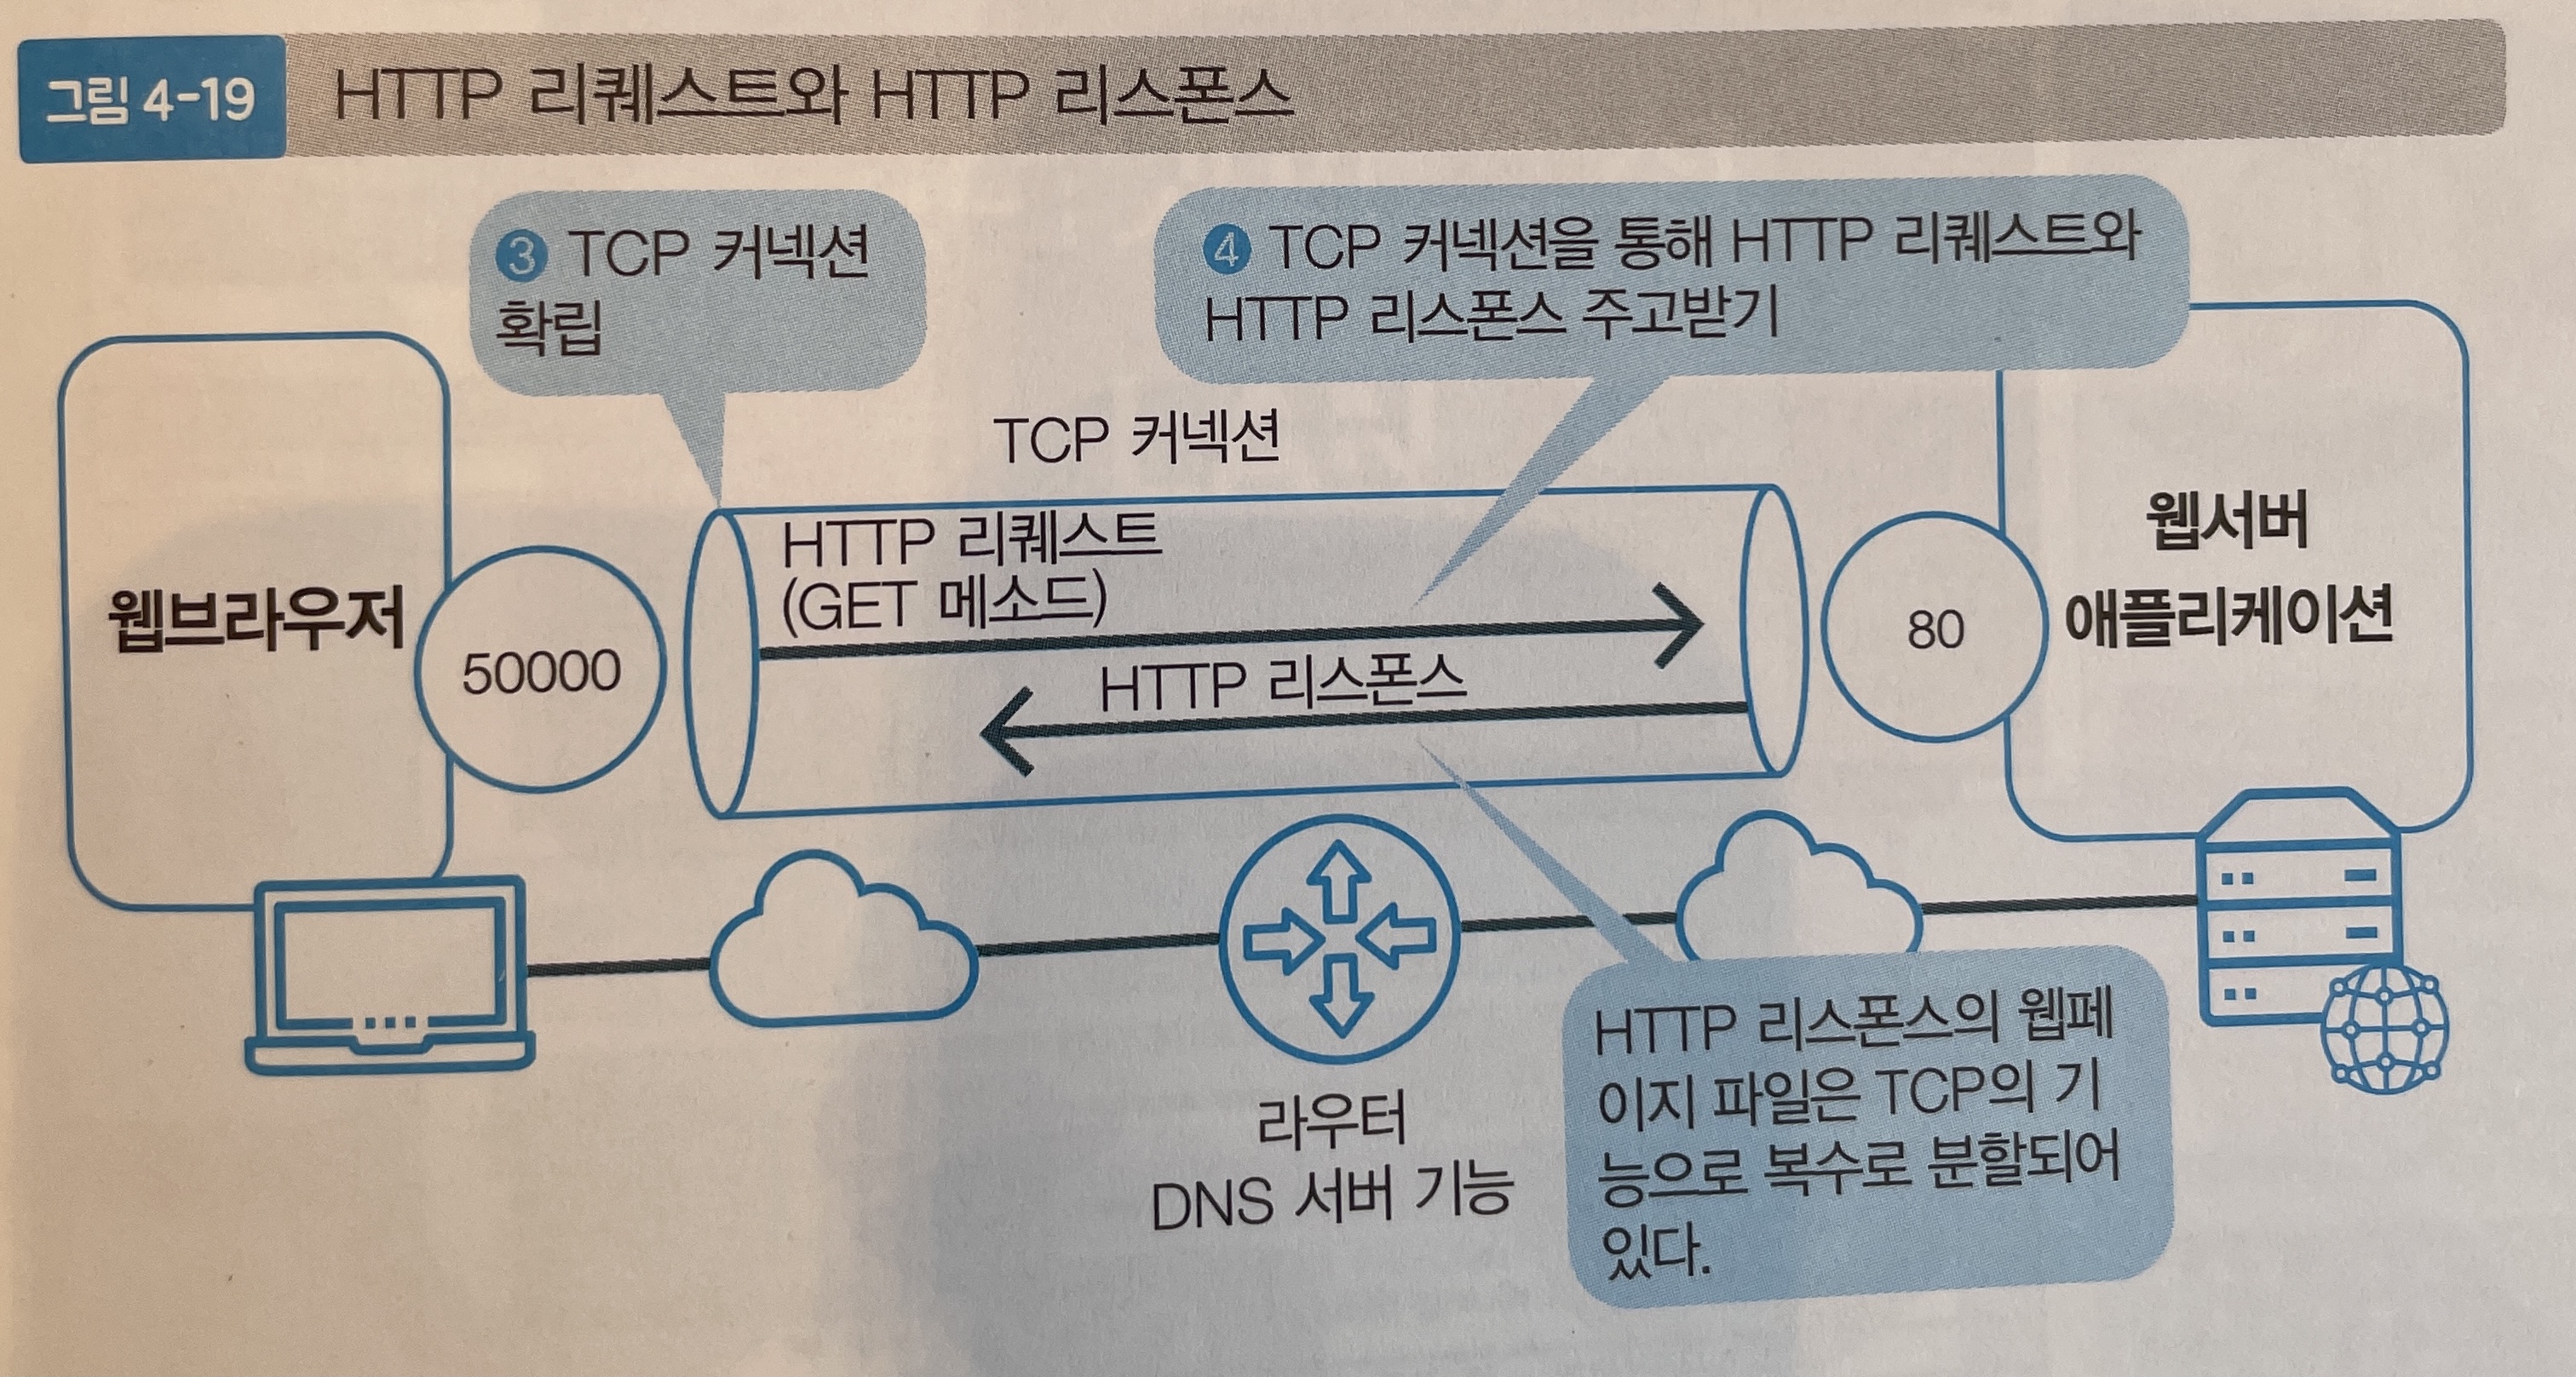 그림 4-19
HTTP 리퀘스트와 HTTP 리스폰스
❸ TCP 커넥션
확립
❹ TCP 커넥션을 통해 HTTP 리퀘스트와
HTTP 리스폰스 주고받기
TCP 커넥션
HTTP 리퀘스트
(GET 메소드)
HTTP 리스폰스
웹브라우저
50000
80
웹서버
애플리케이션
라우터
DNS 서버 기능
HTTP 리스폰스의 웹페
이지 파일은 TCP의 기
능으로 복수로 분할되어
있다.